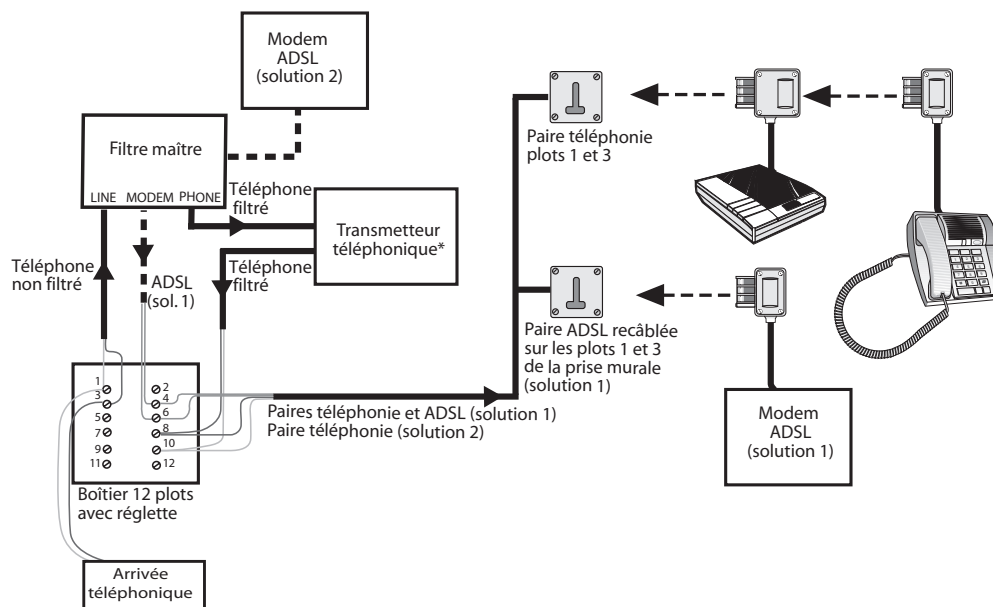 Modem
ADSL
(solution 2)
Filtre maître
LINE MODEM PHONE
Téléphone
filtré
Transmetteur
téléphonique*
Téléphone
filtré
Téléphone
non filtré
ADSL
(sol. 1)
Paire téléphonie
plots 1 et 3
Paire ADSL recâblée
sur les plots 1 et 3
de la prise murale
(solution 1)
Modem
ADSL
(solution 1)
1 2
3 4
5 6
7 8
9 10
11 12
Paires téléphonie et ADSL (solution 1)
Paire téléphonie (solution 2)
Boîtier 12 plots
avec réglette
Arrivée
téléphonique